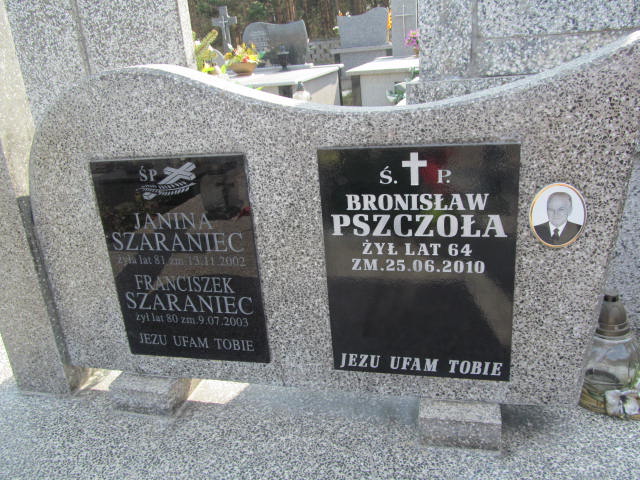 ŚP
JANINA
SZARANIEC
żyła lat 81 zm 13.11.2002
FRANCISZEK
SZARANIEC
żył lat 80 zm 9.07.2003
JEZU UFAM TOBIE
Ś. P.
BRONISŁAW
PSZCZOŁA
ŻYŁ LAT 64
ZM. 25.06.2010
JEZU UFAM TOBIE